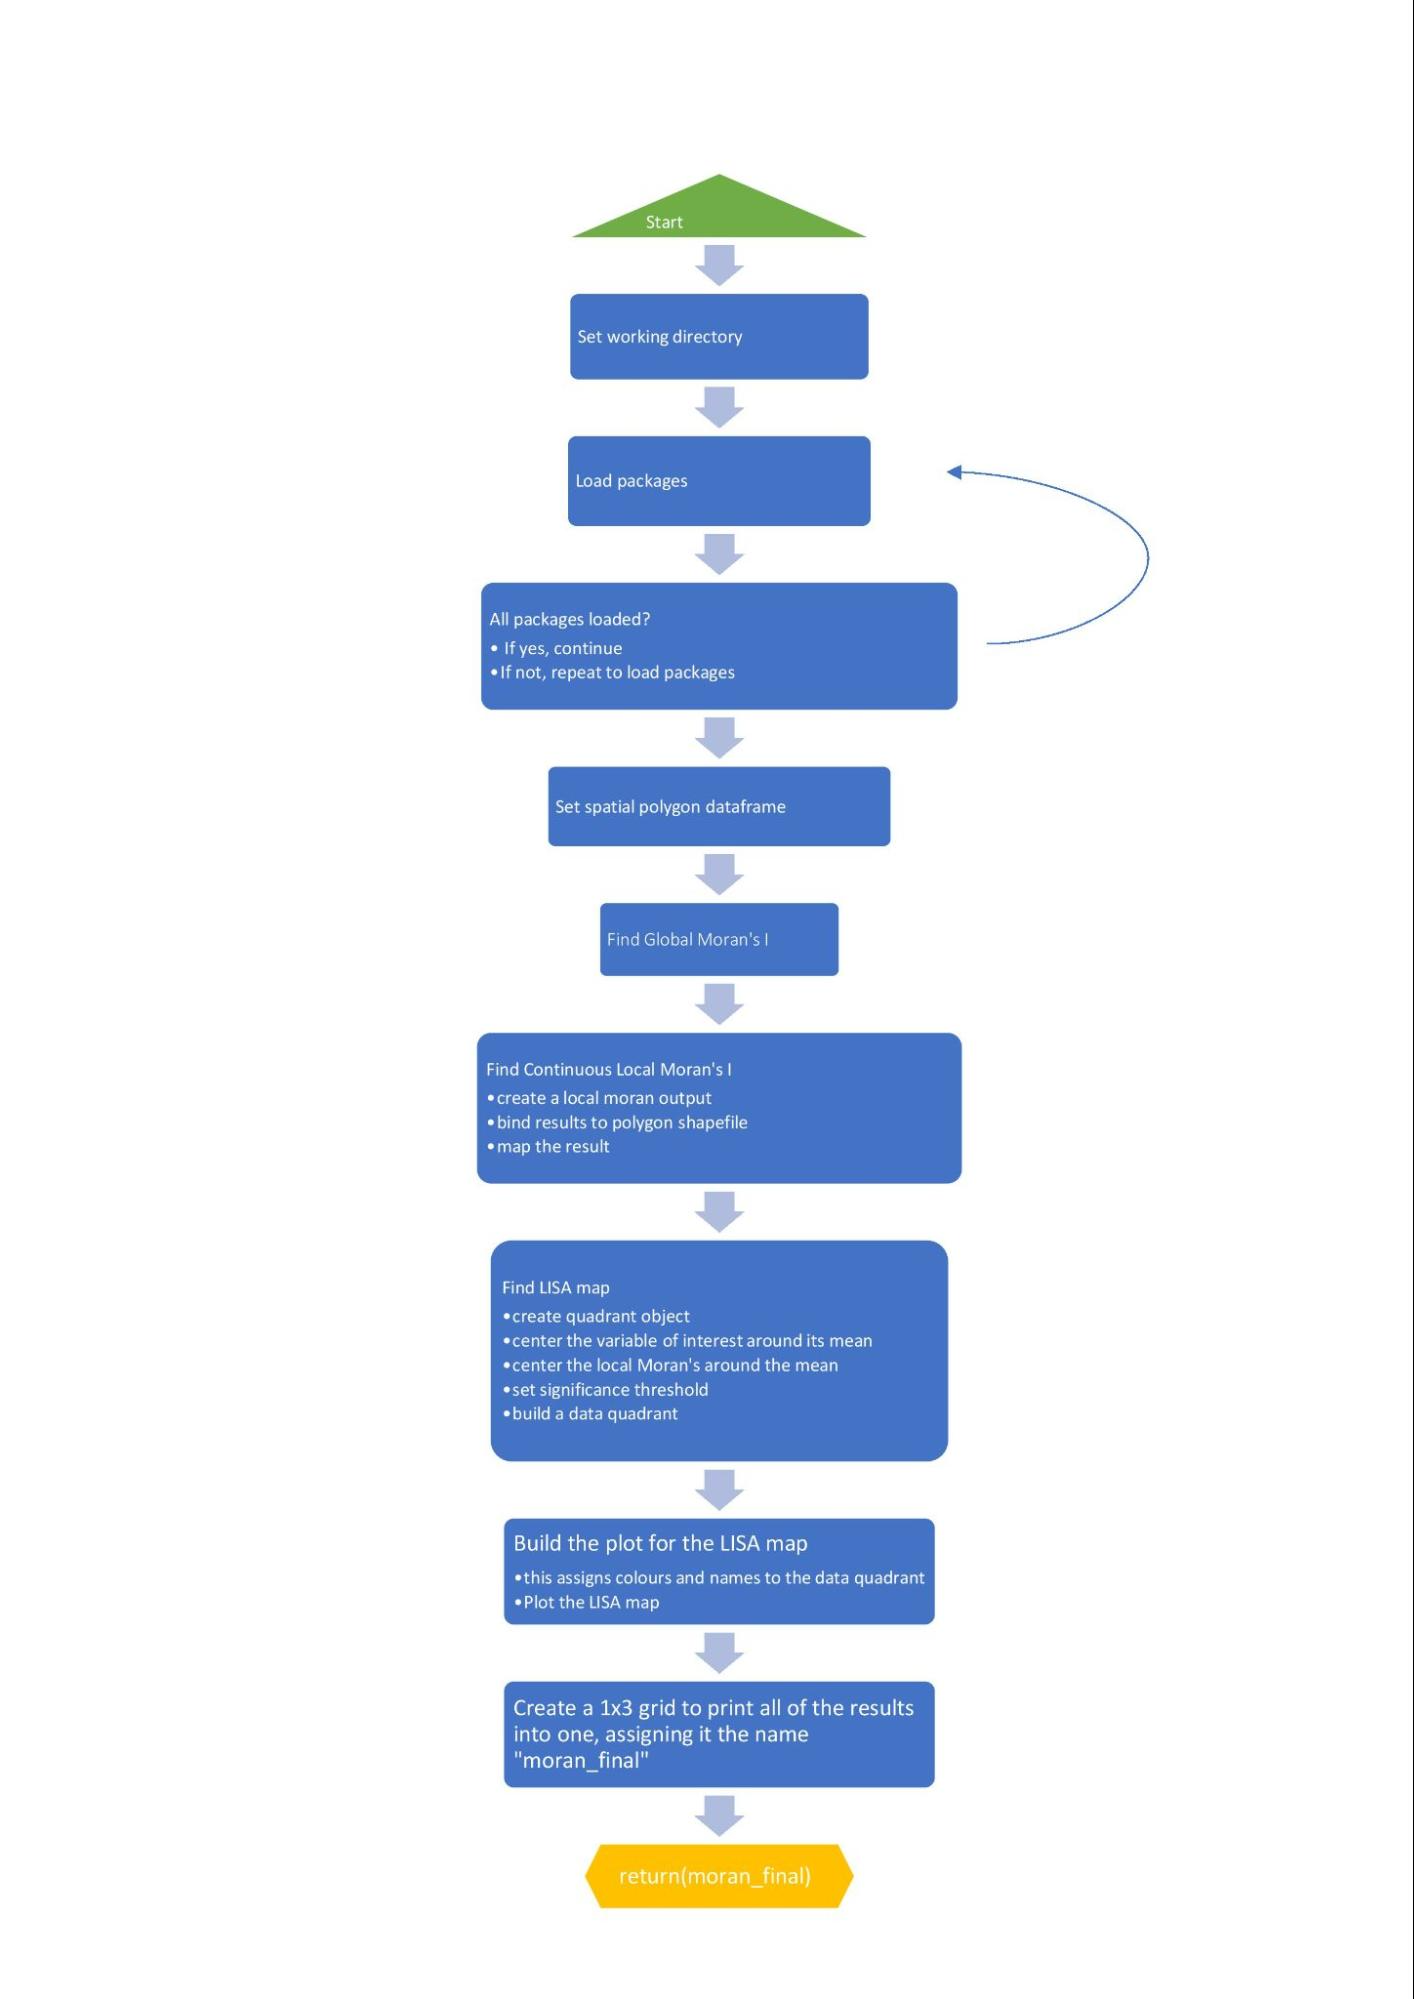 Start
Set working directory
Load packages
All packages loaded?
• If yes, continue
•If not, repeat to load packages
Set spatial polygon dataframe
Find Global Moran's I
Find Continuous Local Moran's I
•create a local moran output
•bind results to polygon shapefile
•map the result
Find LISA map
•create quadrant object
•center the variable of interest around its mean
•center the local Moran's around the mean
•set significance threshold
•build a data quadrant
Build the plot for the LISA map
•this assigns colours and names to the data quadrant
•Plot the LISA map
Create a 1x3 grid to print all of the results
into one, assigning it the name
"moran_final"
return(moran_final)